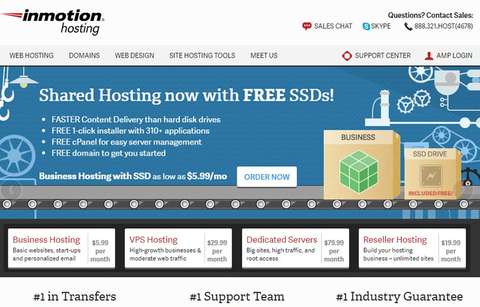 inmotion
hosting
Questions? Contact Sales:
SALES CHAT
SKYPE
888.321.HOST(4678)
WEB HOSTING
DOMAINS
WEB DESIGN
SITE HOSTING TOOLS
MEET US
SUPPORT CENTER
AMP LOGIN
Shared Hosting now with FREE SSDs!
• FASTER Content Delivery than hard disk drives
• FREE 1-click installer with 310+ applications
• FREE cPanel for easy server management
• FREE domain to get you started
Business Hosting with SSD as low as $5.99/mo
ORDER NOW
BUSINESS
SSD DRIVE
INCLUDED FREE!
Business Hosting
Basic websites, start-ups
and personalized email
$5.99
per
month
VPS Hosting
High-growth businesses &
moderate web traffic
$29.99
per
month
Dedicated Servers
Big sites, high traffic, and
root access
$79.99
per
month
Reseller Hosting
Build your hosting
business – unlimited sites
$13.99
per
month
#1 in Transfers
#1 Support Team
#1 Industry Guarantee